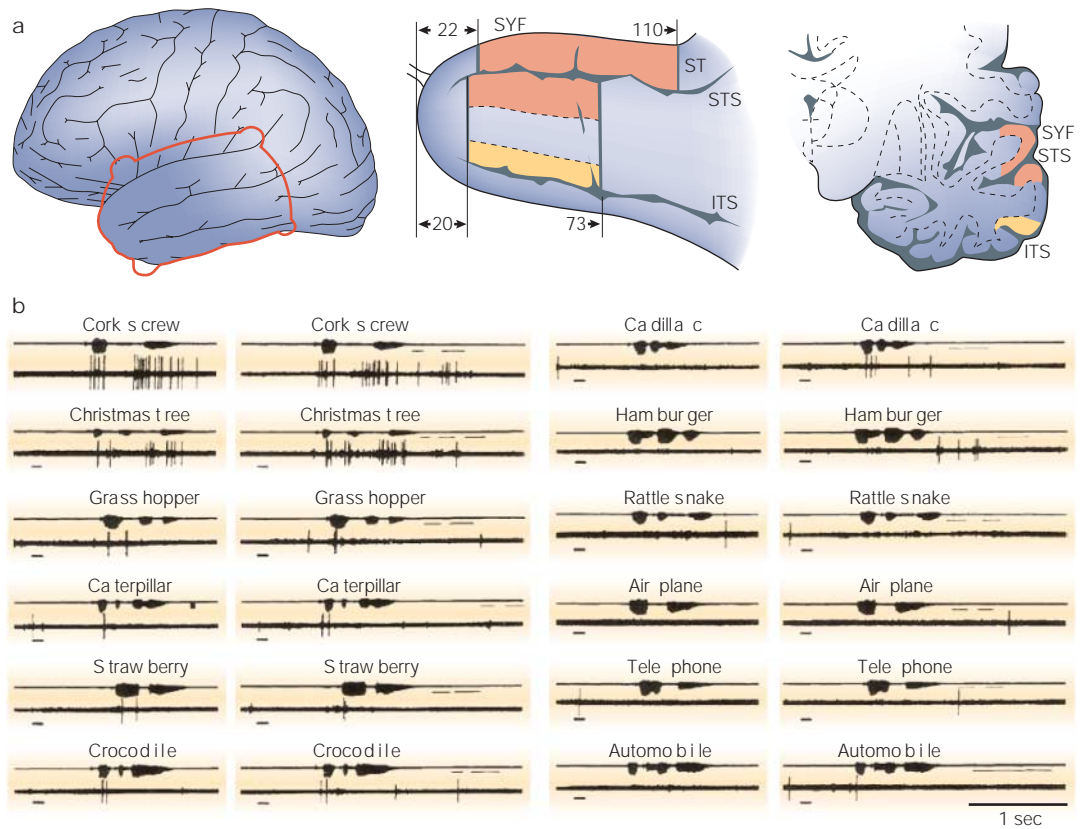 a
22 SYF 110
ST
STS
ITS
20 73
SYF
STS
ITS
b
Cork s crew Cork s crew Ca dilla c Ca dilla c
Christmas t ree Christmas t ree Ham bur ger Ham bur ger
Grass hopper Grass hopper Rattle s nake Rattle s nake
Ca terpillar Ca terpillar Air plane Air plane
S traw berry S traw berry Tele phone Tele phone
Croco d i le Croco d i le Automo b i le Automo b i le
1 sec